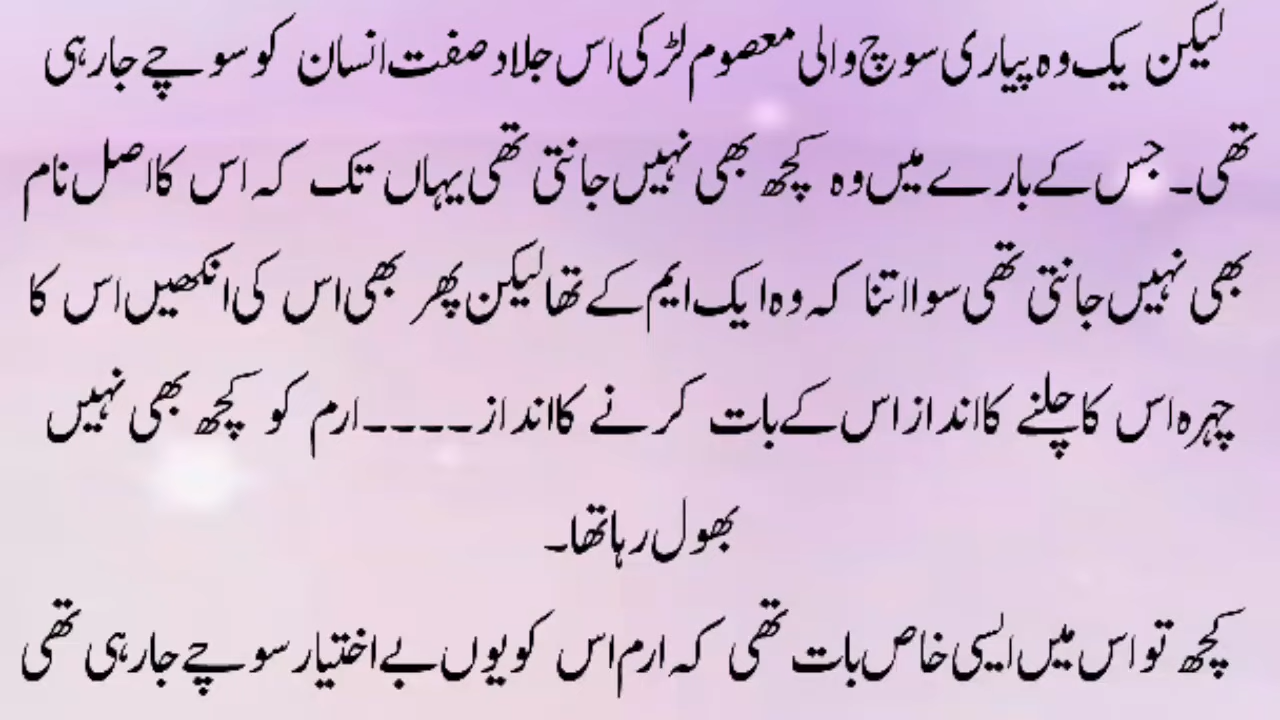 لیکن یک وہ پیاری سوچ والی معصوم لڑکی اس جلاد صفت انسان کو سوچے جارہی
تھی۔ جس کے بارے میں وہ کچھ بھی نہیں جانتی تھی یہاں تک کہ اس کا اصل نام
بھی نہیں جانتی تھی سوا اتنا کہ وہ ایک ایم کے تھا لیکن پھر بھی اس کی انکھیں اس کا
چہرہ اس کا چلنے کا انداز اس کے بات کرنے کا انداز۔۔۔۔ارم کو کچھ بھی نہیں
بھول رہا تھا۔
کچھ تو اس میں ایسی خاص بات تھی کہ ارم اس کو یوں بے اختیار سوچے جارہی تھی